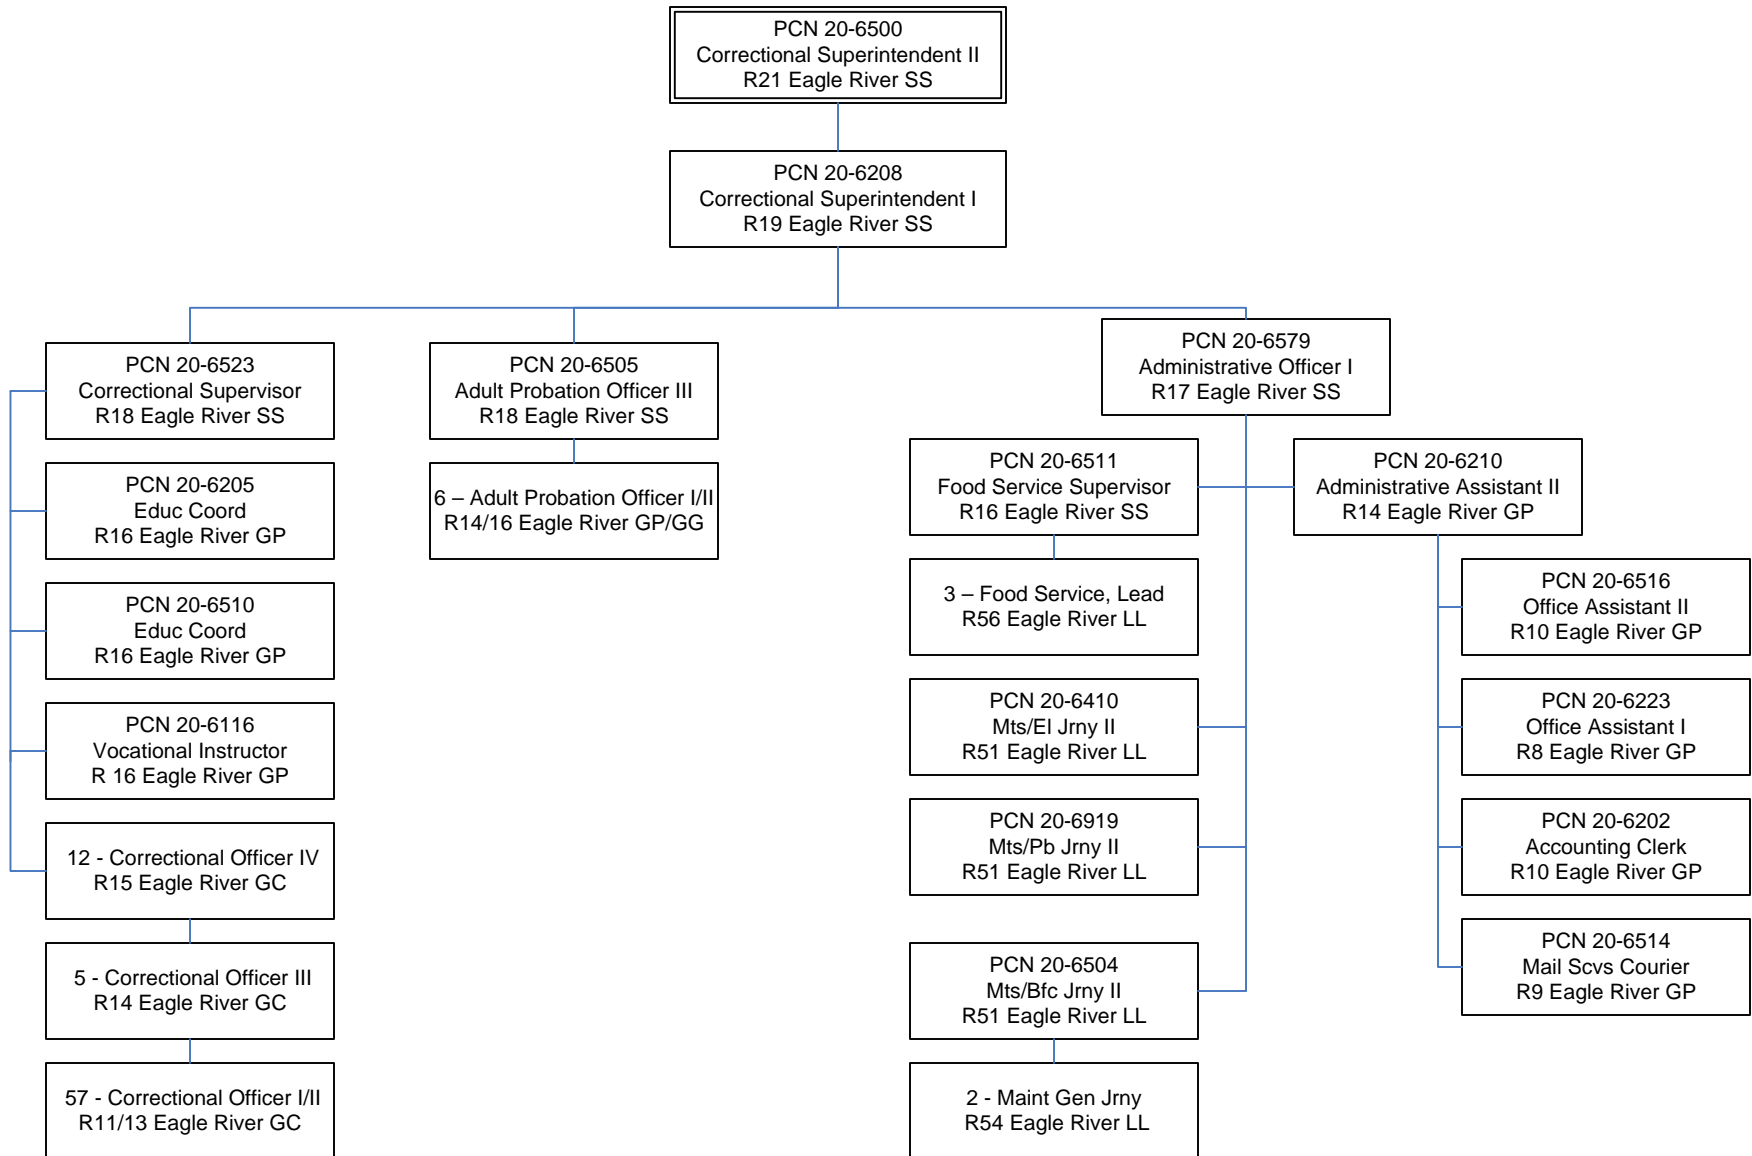 PCN 20-6500
Correctional Superintendent II
R21 Eagle River SS
PCN 20-6208
Correctional Superintendent I
R19 Eagle River SS
PCN 20-6523
Correctional Supervisor
R18 Eagle River SS
PCN 20-6205
Educ Coord
R16 Eagle River GP
PCN 20-6510
Educ Coord
R16 Eagle River GP
PCN 20-6116
Vocational Instructor
R 16 Eagle River GP
12 - Correctional Officer IV
R15 Eagle River GC
5 - Correctional Officer III
R14 Eagle River GC
57 - Correctional Officer I/II
R11/13 Eagle River GC
PCN 20-6505
Adult Probation Officer III
R18 Eagle River SS
6 – Adult Probation Officer I/II
R14/16 Eagle River GP/GG
PCN 20-6579
Administrative Officer I
R17 Eagle River SS
PCN 20-6511
Food Service Supervisor
R16 Eagle River SS
3 – Food Service, Lead
R56 Eagle River LL
PCN 20-6410
Mts/El Jrny II
R51 Eagle River LL
PCN 20-6919
Mts/Pb Jrny II
R51 Eagle River LL
PCN 20-6504
Mts/Bfc Jrny II
R51 Eagle River LL
2 - Maint Gen Jrny
R54 Eagle River LL
PCN 20-6210
Administrative Assistant II
R14 Eagle River GP
PCN 20-6516
Office Assistant II
R10 Eagle River GP
PCN 20-6223
Office Assistant I
R8 Eagle River GP
PCN 20-6202
Accounting Clerk
R10 Eagle River GP
PCN 20-6514
Mail Scvs Courier
R9 Eagle River GP